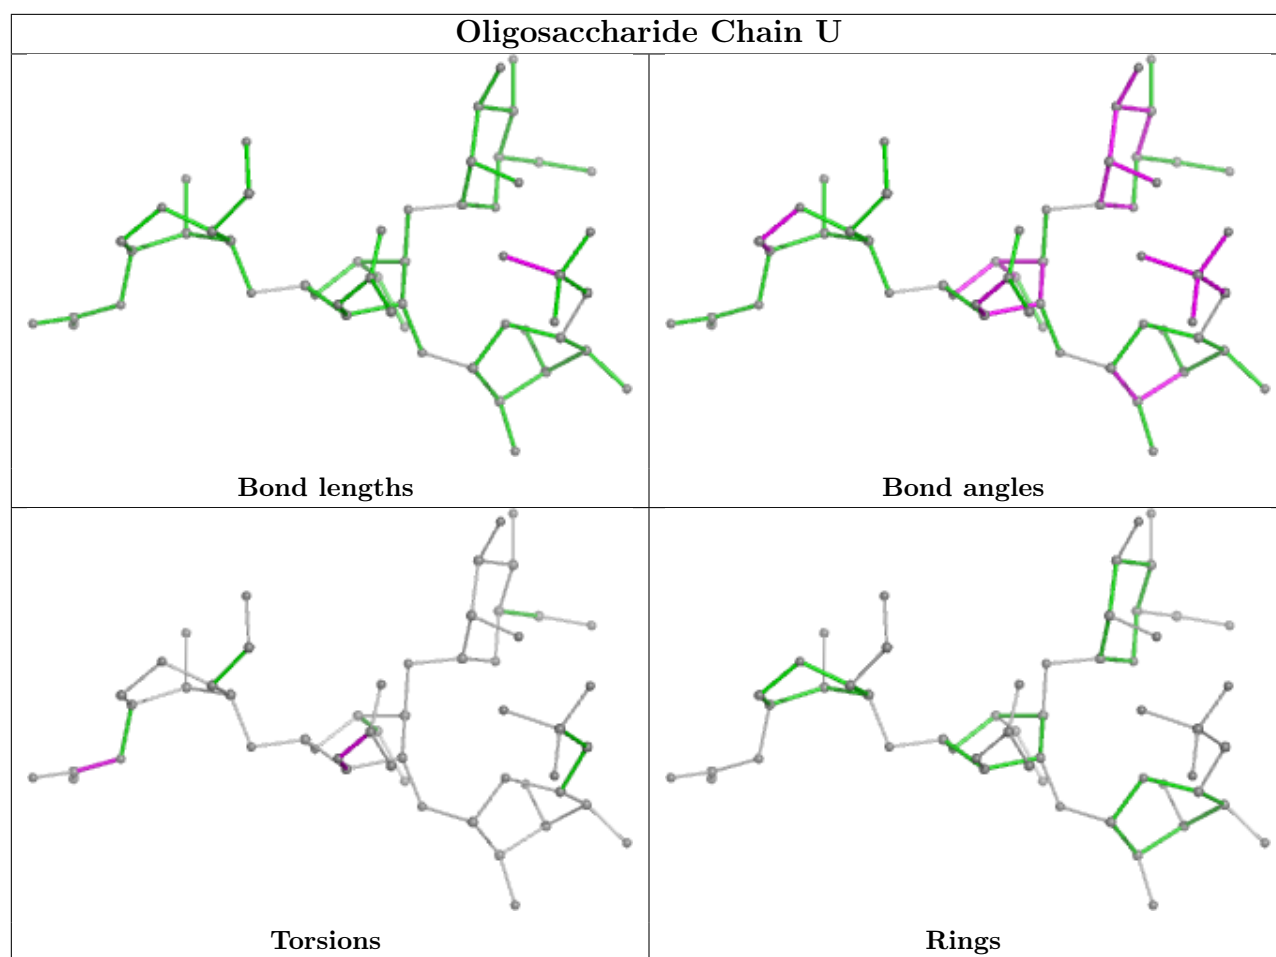 Oligosaccharide Chain U
Bond lengths
Bond angles
Torsions
Rings